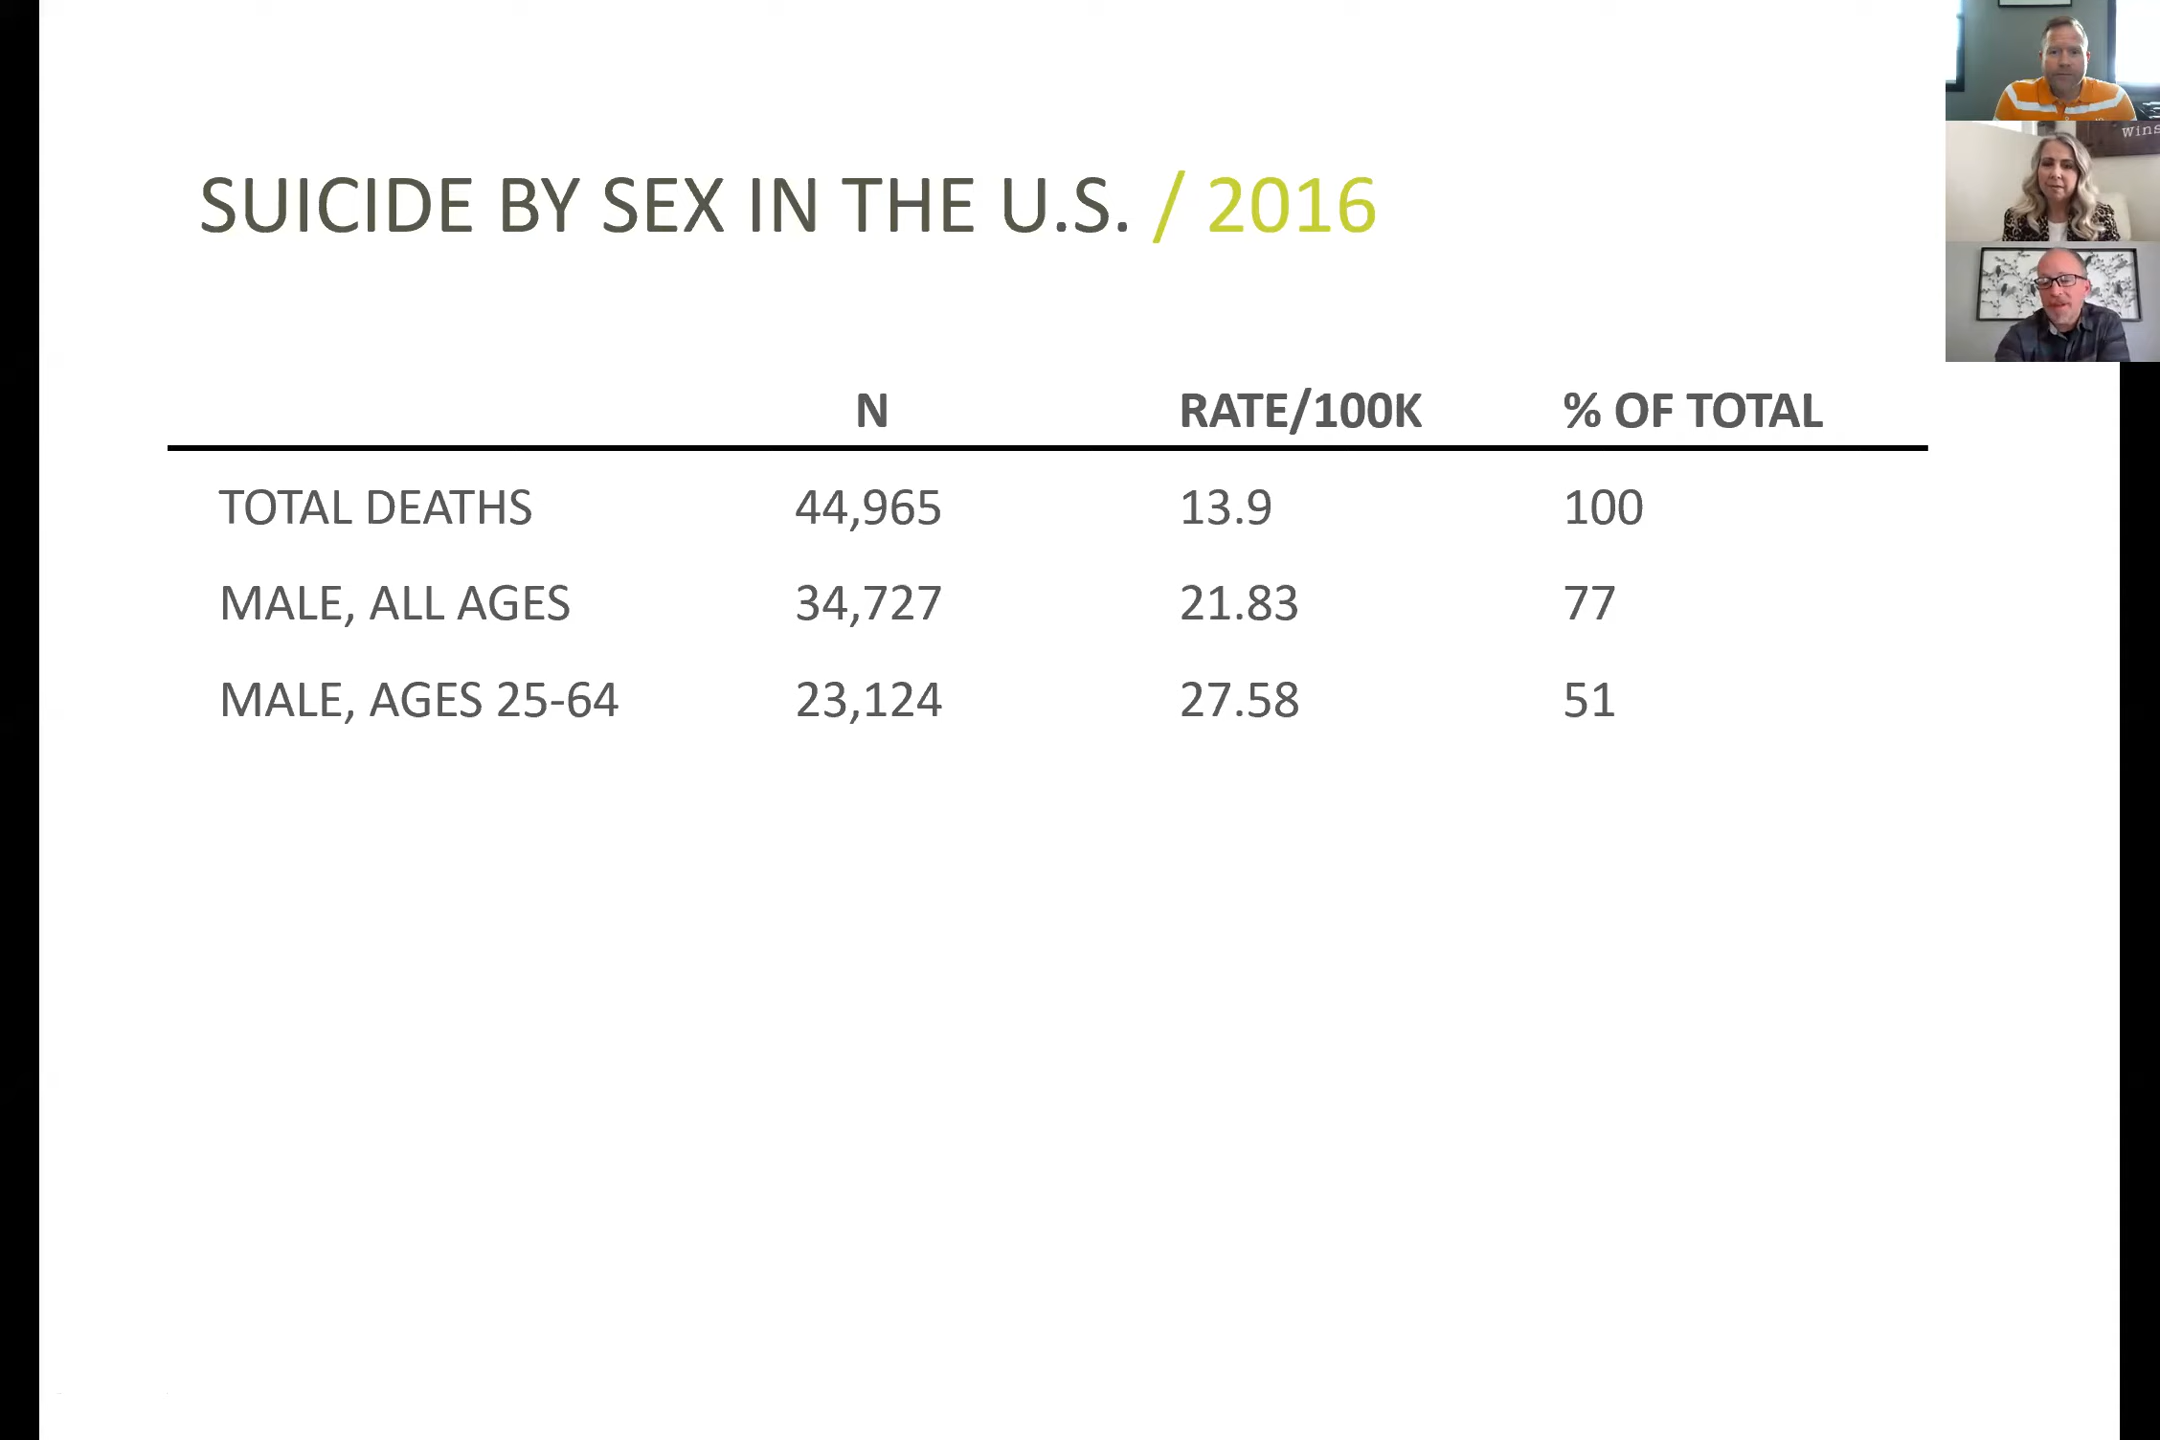 SUICIDE BY SEX IN THE U.S. / 2016
N RATE/100K % OF TOTAL
TOTAL DEATHS 44,965 13.9 100
MALE, ALL AGES 34,727 21.83 77
MALE, AGES 25-64 23,124 27.58 51
Wins